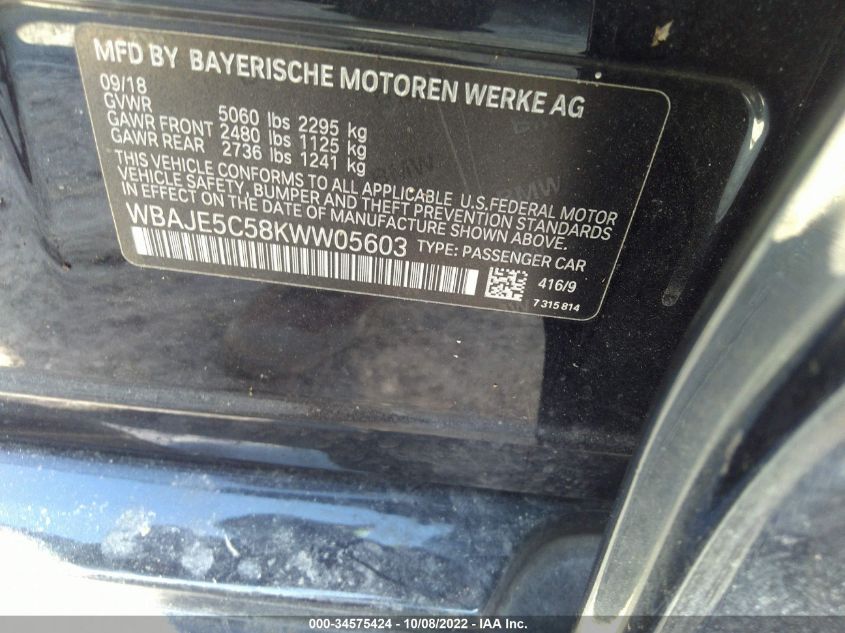 MFD BY BAYERISCHE MOTOREN WERKE AG
09/18
GVWR 5060 lbs 2295 kg
GAWR FRONT 2480 lbs 1125 kg
GAWR REAR 2736 lbs 1241 kg
THIS VEHICLE CONFORMS TO ALL APPLICABLE U.S.FEDERAL MOTOR
VEHICLE SAFETY, BUMPER AND THEFT PREVENTION STANDARDS
IN EFFECT ON THE DATE OF MANUFACTURE SHOWN ABOVE.
WBAJE5C58KWW05603 TYPE: PASSENGER CAR
416/9
7 315 814
000-34575424 - 10/08/2022 - IAA Inc.